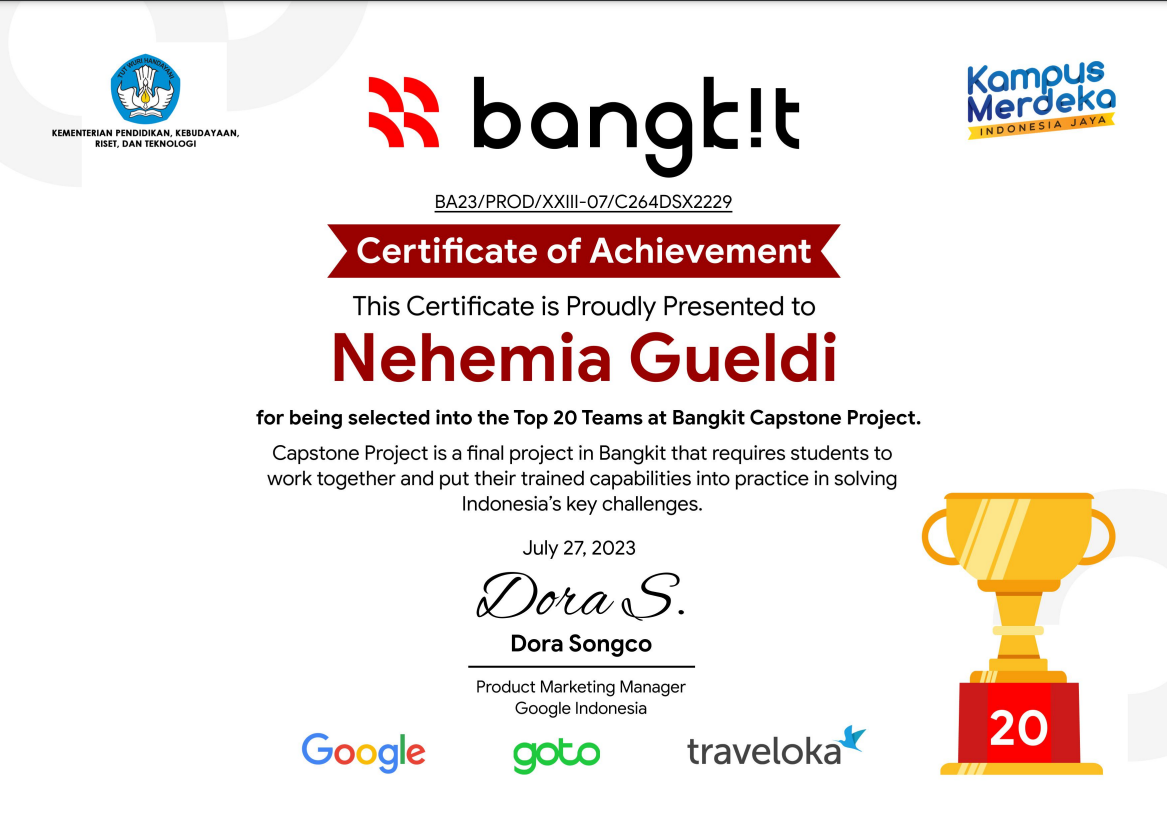 TUT WURI HANDAYANI
KEMENTERIAN PENDIDIKAN, KEBUDAYAAN,
RISET, DAN TEKNOLOGI
bangk!t
Kampus
Merdeka
INDONESIA JAYA
BA23/PROD/XXIII-07/C264DSX2229
Certificate of Achievement
This Certificate is Proudly Presented to
Nehemia Gueldi
for being selected into the Top 20 Teams at Bangkit Capstone Project.
Capstone Project is a final project in Bangkit that requires students to
work together and put their trained capabilities into practice in solving
Indonesia’s key challenges.
July 27, 2023
Dora S.
Dora Songco
Product Marketing Manager
Google Indonesia
Google
goto
traveloka
20